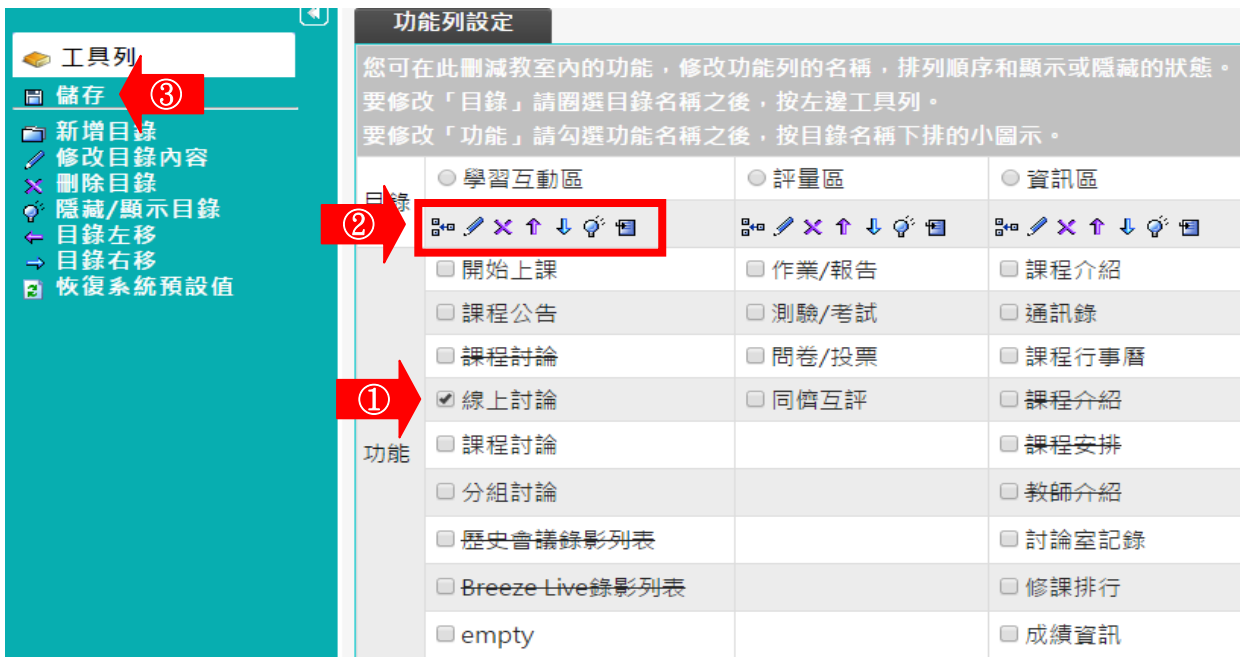 功能列設定
工具列
儲存
③
新增目錄
修改目錄內容
刪除目錄
隱藏/顯示目錄
目錄左移
目錄右移
恢復系統預設值
您可在此刪減教室內的功能，修改功能列的名稱，排列順序和顯示或隱藏的狀態。
要修改「目錄」請圈選目錄名稱之後，按左邊工具列。
要修改「功能」請勾選功能名稱之後，按目錄名稱下排的小圖示。
目錄 學習互動區 評量區 資訊區
②
開始上課 作業/報告 課程介紹
課程公告 測驗/考試 通訊錄
課程討論 問卷/投票 課程行事曆
① 線上討論 同儕互評 課程介紹
功能 課程討論 課程安排
分組討論 教師介紹
歷史會議錄影列表 討論室記錄
Breeze Live錄影列表 修課排行
empty 成績資訊